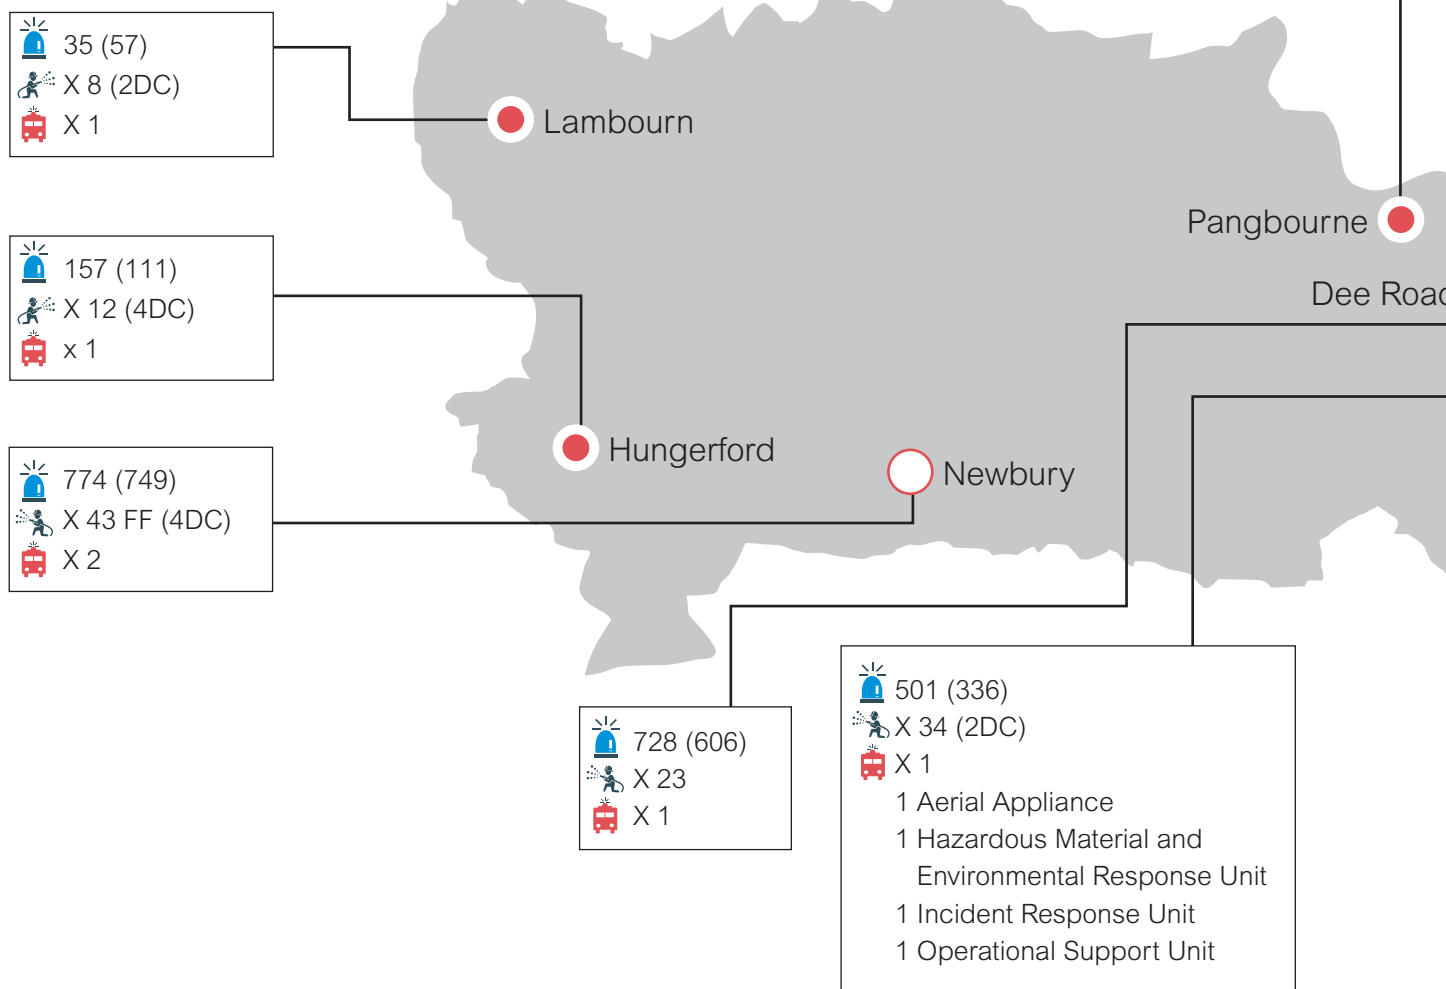 35 (57)
X 8 (2DC)
X 1
Lambourn
Pangbourne
157 (111)
X 12 (4DC)
x 1
Dee Road
Hungerford
Newbury
774 (749)
X 43 FF (4DC)
X 2
728 (606)
X 23
X 1
501 (336)
X 34 (2DC)
X 1
1 Aerial Appliance
1 Hazardous Material and
Environmental Response Unit
1 Incident Response Unit
1 Operational Support Unit